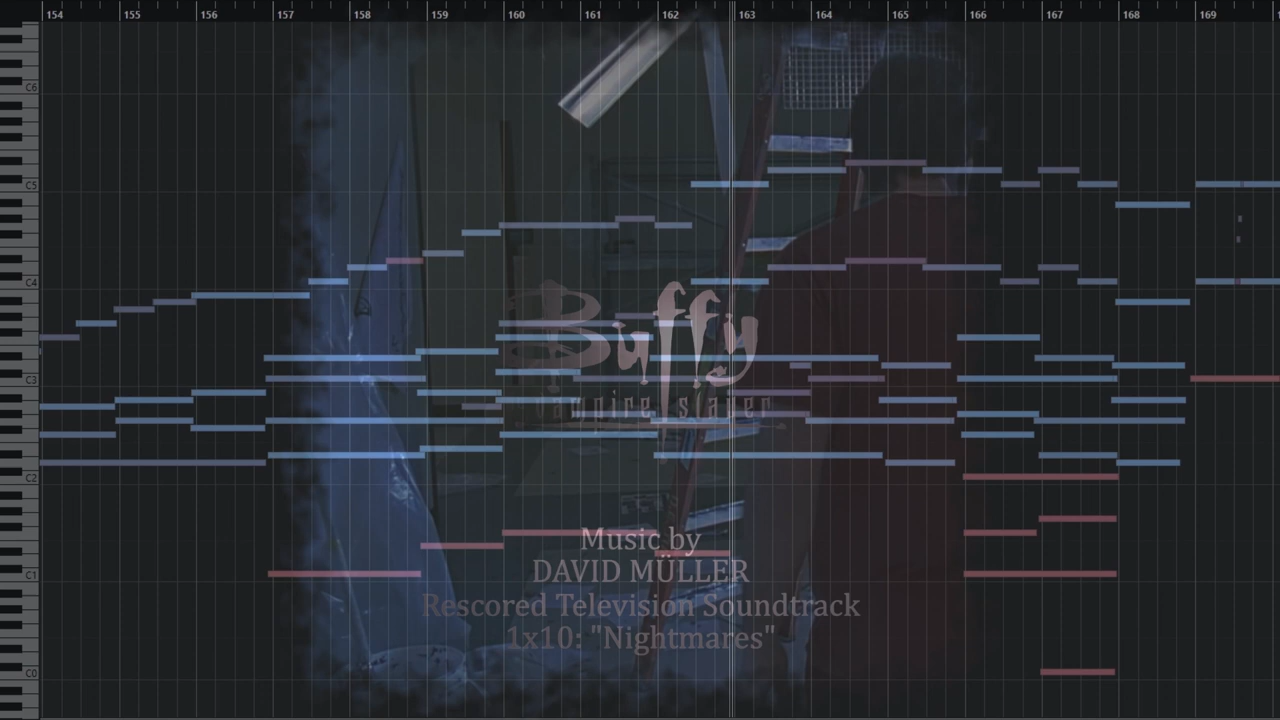 154 155 156 157 158 159 160 161 162 163 164 165 166 167 168 169
C6
C5
C4
Buffy
C3
vampire slayer
C2
Music by
DAVID MÜLLER
C1
Rescored Television Soundtrack
1x10: "Nightmares"
C0